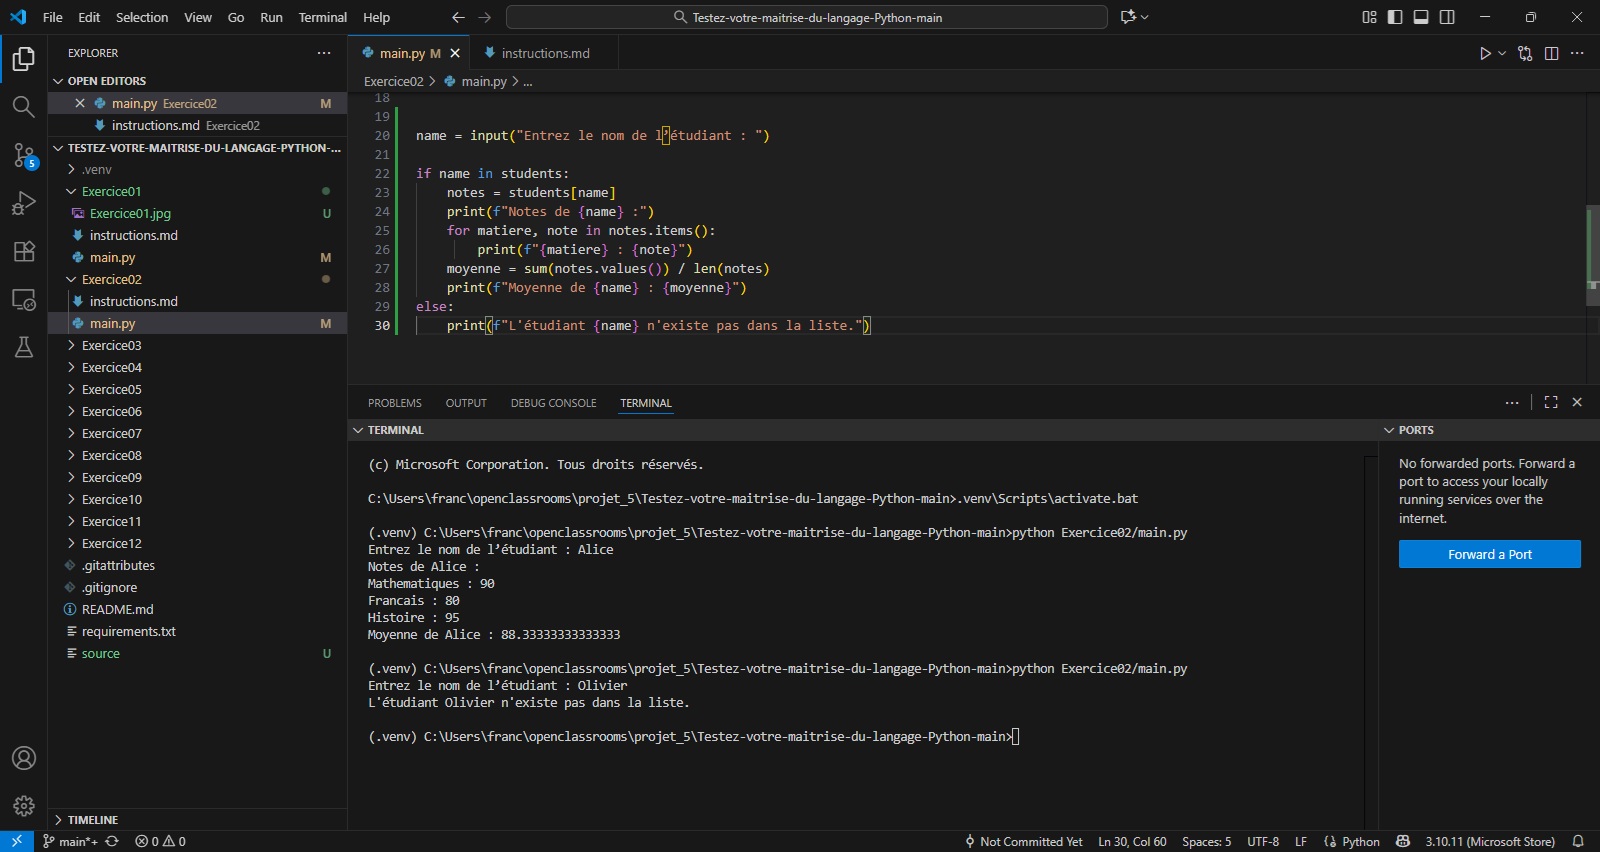 File Edit Selection View Go Run Terminal Help
Testez-votre-maitrise-du-langage-Python-main
EXPLORER
OPEN EDITORS
main.py Exercice02 M
instructions.md Exercice02
TESTEZ-VOTRE-MAITRISE-DU-LANGAGE-PYTHON-...
.venv
Exercice01
Exercice01.jpg U
instructions.md
main.py M
Exercice02
instructions.md
main.py M
Exercice03
Exercice04
Exercice05
Exercice06
Exercice07
Exercice08
Exercice09
Exercice10
Exercice11
Exercice12
.gitattributes
.gitignore
README.md
requirements.txt
source U
TIMELINE
5
main.py M
instructions.md
Exercice02 > main.py > ...
18
19
20 name = input("Entrez le nom de l’étudiant : ")
21
22 if name in students:
23 notes = students[name]
24 print(f"Notes de {name} :")
25 for matiere, note in notes.items():
26 print(f"{matiere} : {note}")
27 moyenne = sum(notes.values()) / len(notes)
28 print(f"Moyenne de {name} : {moyenne}")
29 else:
30 print(f"L'étudiant {name} n'existe pas dans la liste.")
PROBLEMS OUTPUT DEBUG CONSOLE TERMINAL
TERMINAL
(c) Microsoft Corporation. Tous droits réservés.
C:\Users\franc\openclassrooms\projet_5\Testez-votre-maitrise-du-langage-Python-main>.venv\Scripts\activate.bat
(.venv) C:\Users\franc\openclassrooms\projet_5\Testez-votre-maitrise-du-langage-Python-main>python Exercice02/main.py
Entrez le nom de l’étudiant : Alice
Notes de Alice :
Mathematiques : 90
Francais : 80
Histoire : 95
Moyenne de Alice : 88.33333333333333
(.venv) C:\Users\franc\openclassrooms\projet_5\Testez-votre-maitrise-du-langage-Python-main>python Exercice02/main.py
Entrez le nom de l’étudiant : Olivier
L'étudiant Olivier n'existe pas dans la liste.
(.venv) C:\Users\franc\openclassrooms\projet_5\Testez-votre-maitrise-du-langage-Python-main>
PORTS
No forwarded ports. Forward a
port to access your locally
running services over the
internet.
Forward a Port
main*+ 0 0 Not Committed Yet Ln 30, Col 60 Spaces: 5 UTF-8 LF Python 3.10.11 (Microsoft Store)